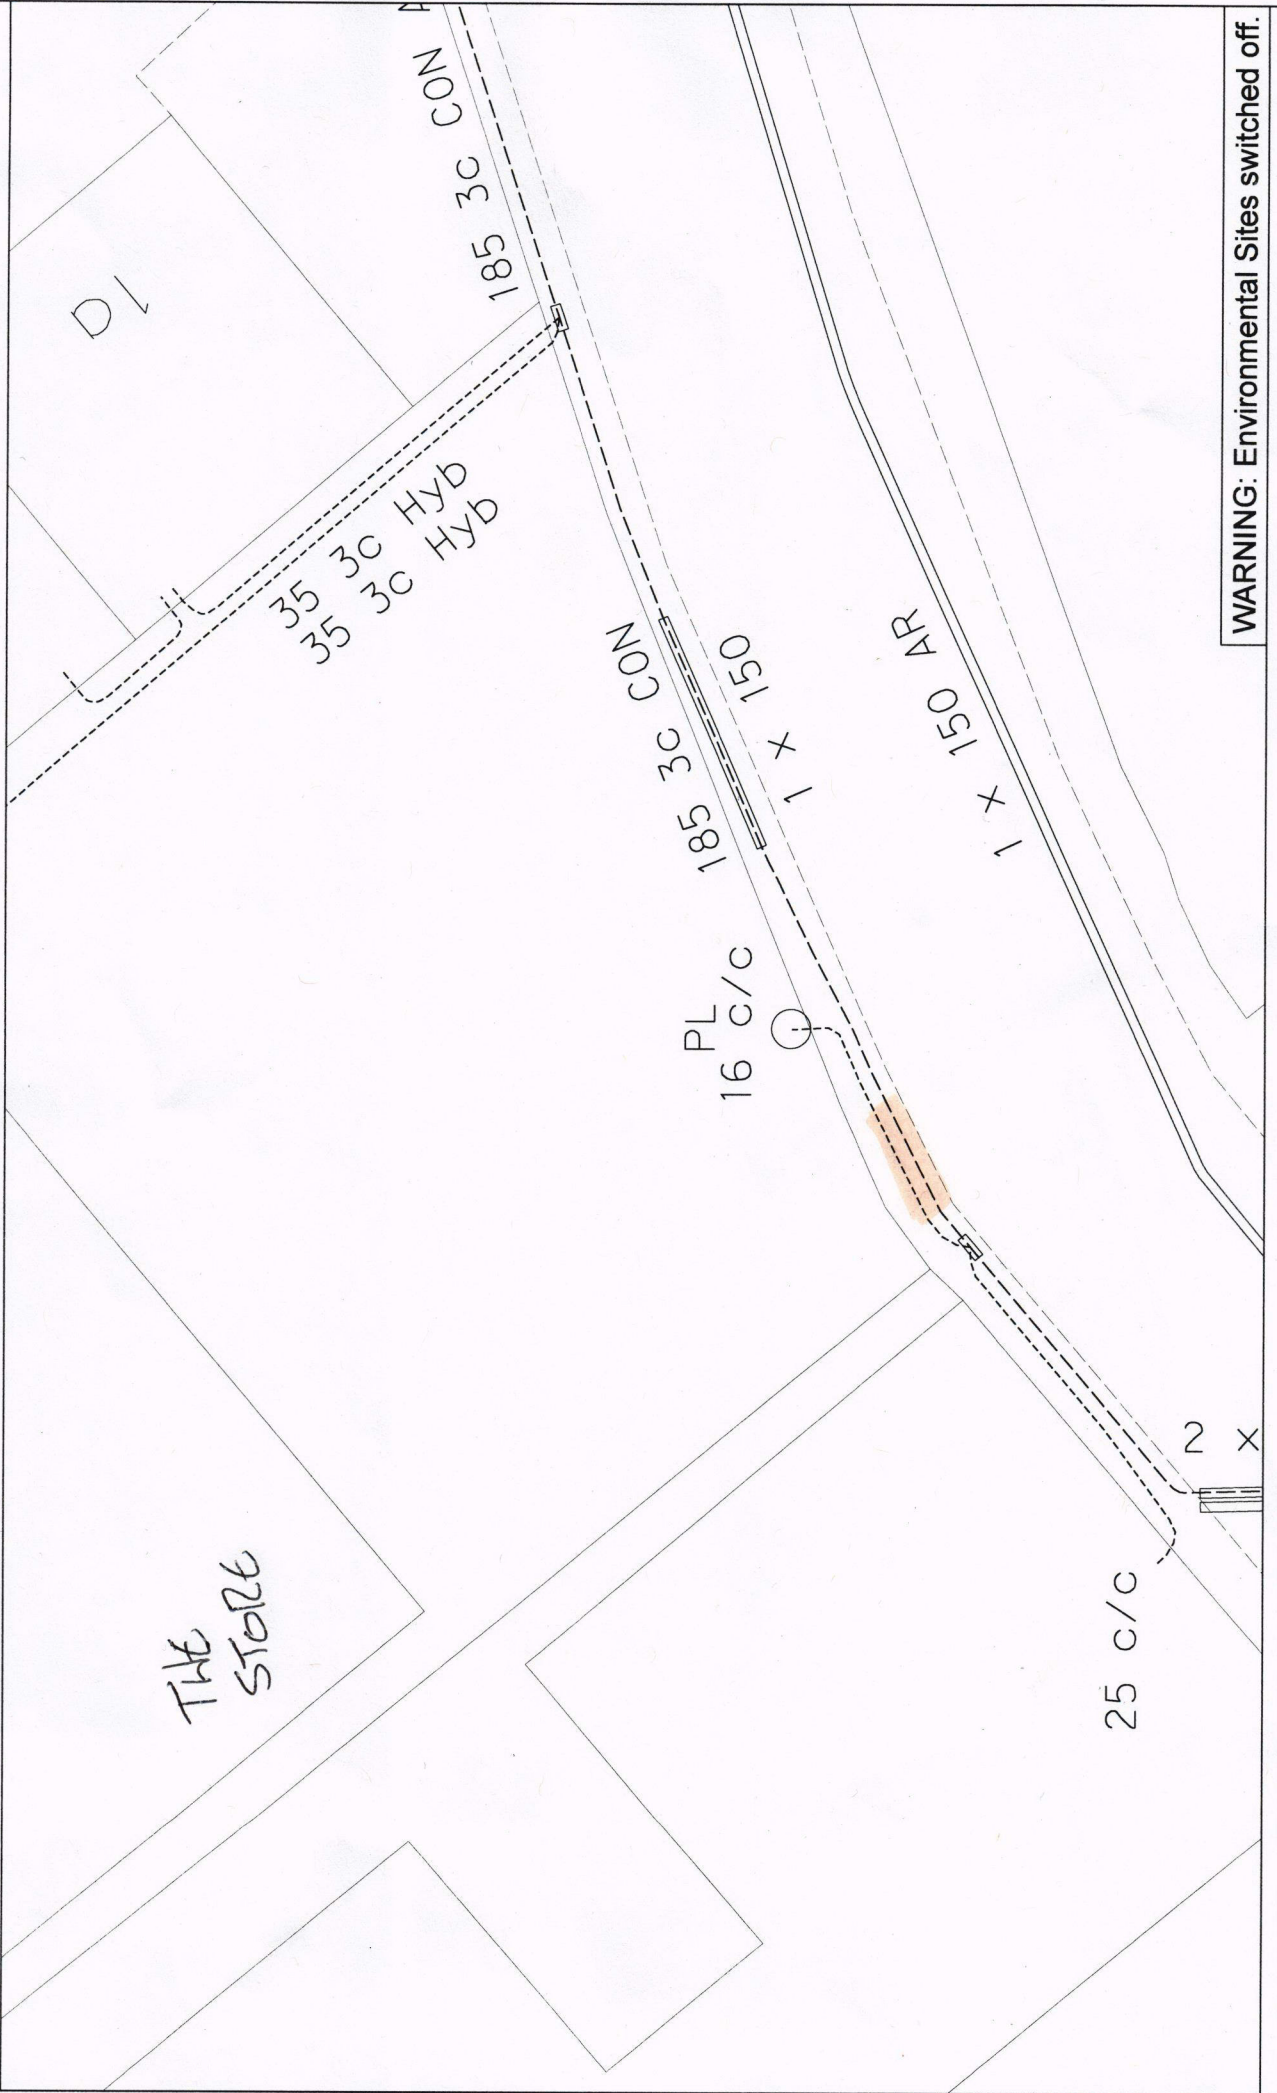 THE
STORE
1a
35 3c Hyb
35 3c Hyb
185 3c CON
185 3c CON
1 x 150
1 x 150 AR
PL
16 c/c
25 c/c
2 x
WARNING: Environmental Sites switched off.